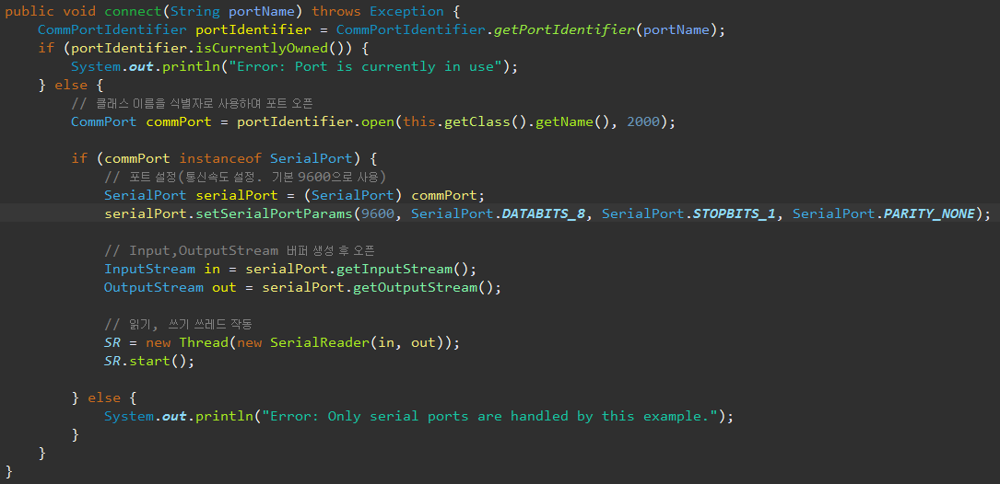 public void connect(String portName) throws Exception {
    CommPortIdentifier portIdentifier = CommPortIdentifier.getPortIdentifier(portName);
    if (portIdentifier.isCurrentlyOwned()) {
        System.out.println("Error: Port is currently in use");
    } else {
        // 클래스 이름을 식별자로 사용하여 포트 오픈
        CommPort commPort = portIdentifier.open(this.getClass().getName(), 2000);

        if (commPort instanceof SerialPort) {
            // 포트 설정(통신속도 설정. 기본 9600으로 사용)
            SerialPort serialPort = (SerialPort) commPort;
            serialPort.setSerialPortParams(9600, SerialPort.DATABITS_8, SerialPort.STOPBITS_1, SerialPort.PARITY_NONE);

            // Input,OutputStream 버퍼 생성 후 오픈
            InputStream in = serialPort.getInputStream();
            OutputStream out = serialPort.getOutputStream();

            // 읽기, 쓰기 쓰레드 작동
            SR = new Thread(new SerialReader(in, out));
            SR.start();

        } else {
            System.out.println("Error: Only serial ports are handled by this example.");
        }
    }
}